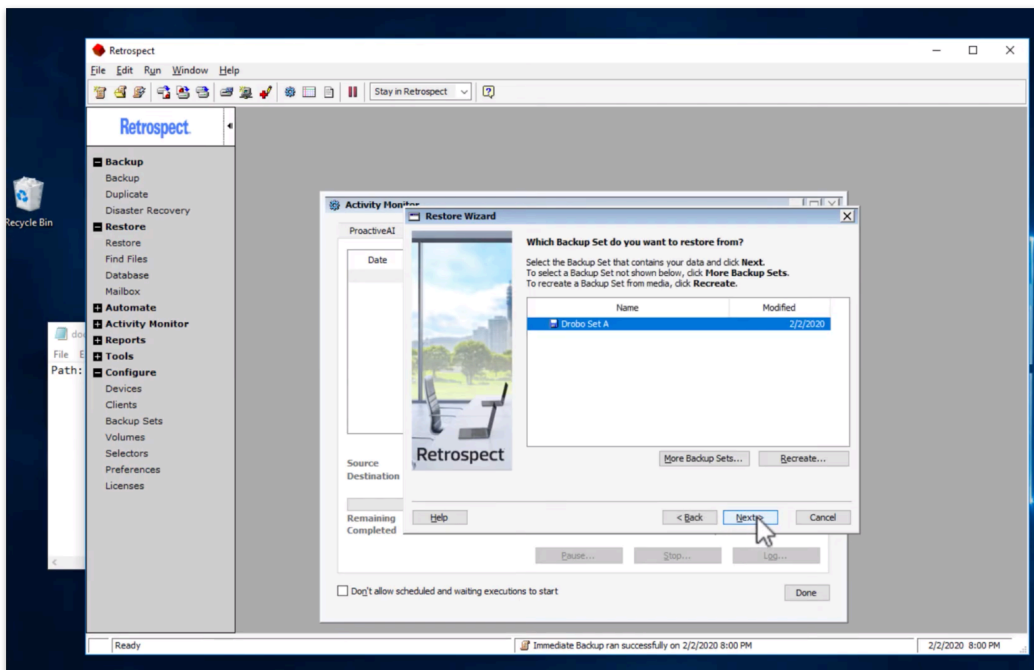 Retrospect
File Edit Run Window Help
Stay in Retrospect
Retrospect
Backup
Backup
Duplicate
Disaster Recovery
Restore
Restore
Find Files
Database
Mailbox
Automate
Activity Monitor
Reports
Tools
Configure
Devices
Clients
Backup Sets
Volumes
Selectors
Preferences
Licenses
Recycle Bin
File
Path:
Activity Monitor
ProactiveAI
Date
Source
Destination
Remaining
Completed
Pause... Stop... Log...
Don't allow scheduled and waiting executions to start
Done
Restore Wizard
Retrospect
Which Backup Set do you want to restore from?
Select the Backup Set that contains your data and click Next.
To select a Backup Set not shown below, click More Backup Sets.
To recreate a Backup Set from media, click Recreate.
Name Modified
Drobo Set A 2/2/2020
More Backup Sets... Recreate...
Help < Back Next > Cancel
Ready
Immediate Backup ran successfully on 2/2/2020 8:00 PM
2/2/2020 8:00 PM